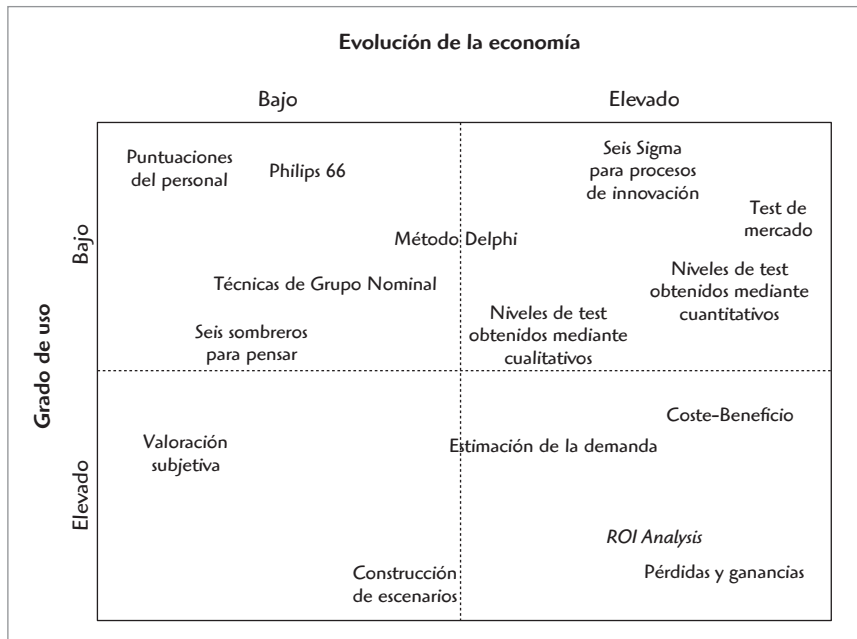 Evolución de la economía
Bajo
Elevado
Grado de uso
Bajo
Puntuaciones
del personal
Philips 66
Seis Sigma
para procesos
de innovación
Test de
mercado
Método Delphi
Técnicas de Grupo Nominal
Niveles de test
obtenidos mediante
cuantitativos
Niveles de test
obtenidos mediante
cualitativos
Seis sombreros
para pensar
Elevado
Valoración
subjetiva
Coste-Beneficio
Estimación de la demanda
ROI Analysis
Construcción
de escenarios
Pérdidas y ganancias